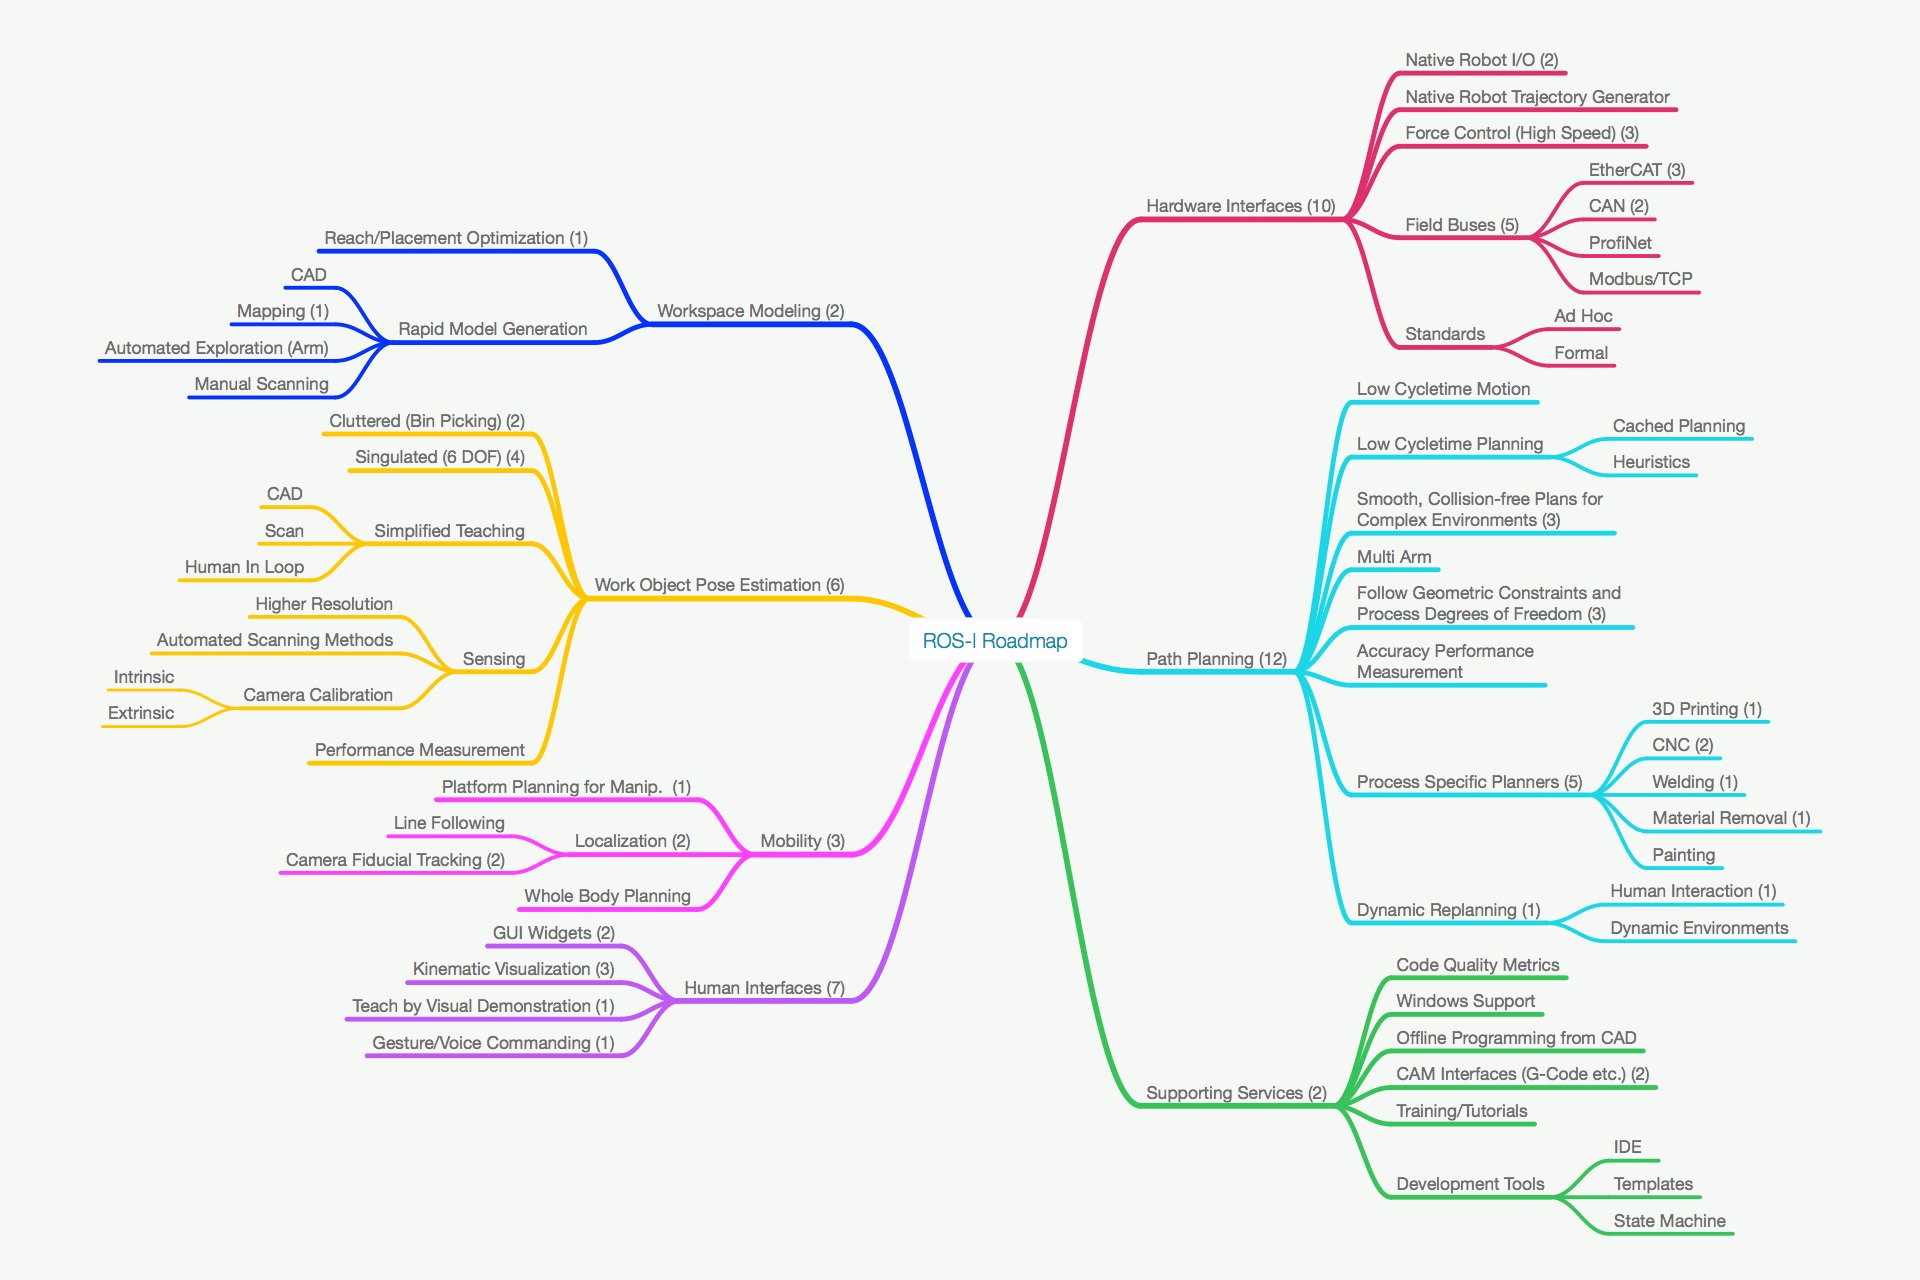 ROS-I Roadmap
Hardware Interfaces (10)
Native Robot I/O (2)
Native Robot Trajectory Generator
Force Control (High Speed) (3)
Field Buses (5)
EtherCAT (3)
CAN (2)
ProfiNet
Modbus/TCP
Standards
Ad Hoc
Formal
Path Planning (12)
Low Cycletime Motion
Low Cycletime Planning
Cached Planning
Heuristics
Smooth, Collision-free Plans for
Complex Environments (3)
Multi Arm
Follow Geometric Constraints and
Process Degrees of Freedom (3)
Accuracy Performance
Measurement
Process Specific Planners (5)
3D Printing (1)
CNC (2)
Welding (1)
Material Removal (1)
Painting
Dynamic Replanning (1)
Human Interaction (1)
Dynamic Environments
Supporting Services (2)
Code Quality Metrics
Windows Support
Offline Programming from CAD
CAM Interfaces (G-Code etc.) (2)
Training/Tutorials
Development Tools
IDE
Templates
State Machine
Workspace Modeling (2)
Reach/Placement Optimization (1)
Rapid Model Generation
CAD
Mapping (1)
Automated Exploration (Arm)
Manual Scanning
Work Object Pose Estimation (6)
Cluttered (Bin Picking) (2)
Singulated (6 DOF) (4)
Simplified Teaching
CAD
Scan
Human In Loop
Sensing
Higher Resolution
Automated Scanning Methods
Camera Calibration
Intrinsic
Extrinsic
Performance Measurement
Mobility (3)
Platform Planning for Manip. (1)
Localization (2)
Line Following
Camera Fiducial Tracking (2)
Whole Body Planning
Human Interfaces (7)
GUI Widgets (2)
Kinematic Visualization (3)
Teach by Visual Demonstration (1)
Gesture/Voice Commanding (1)